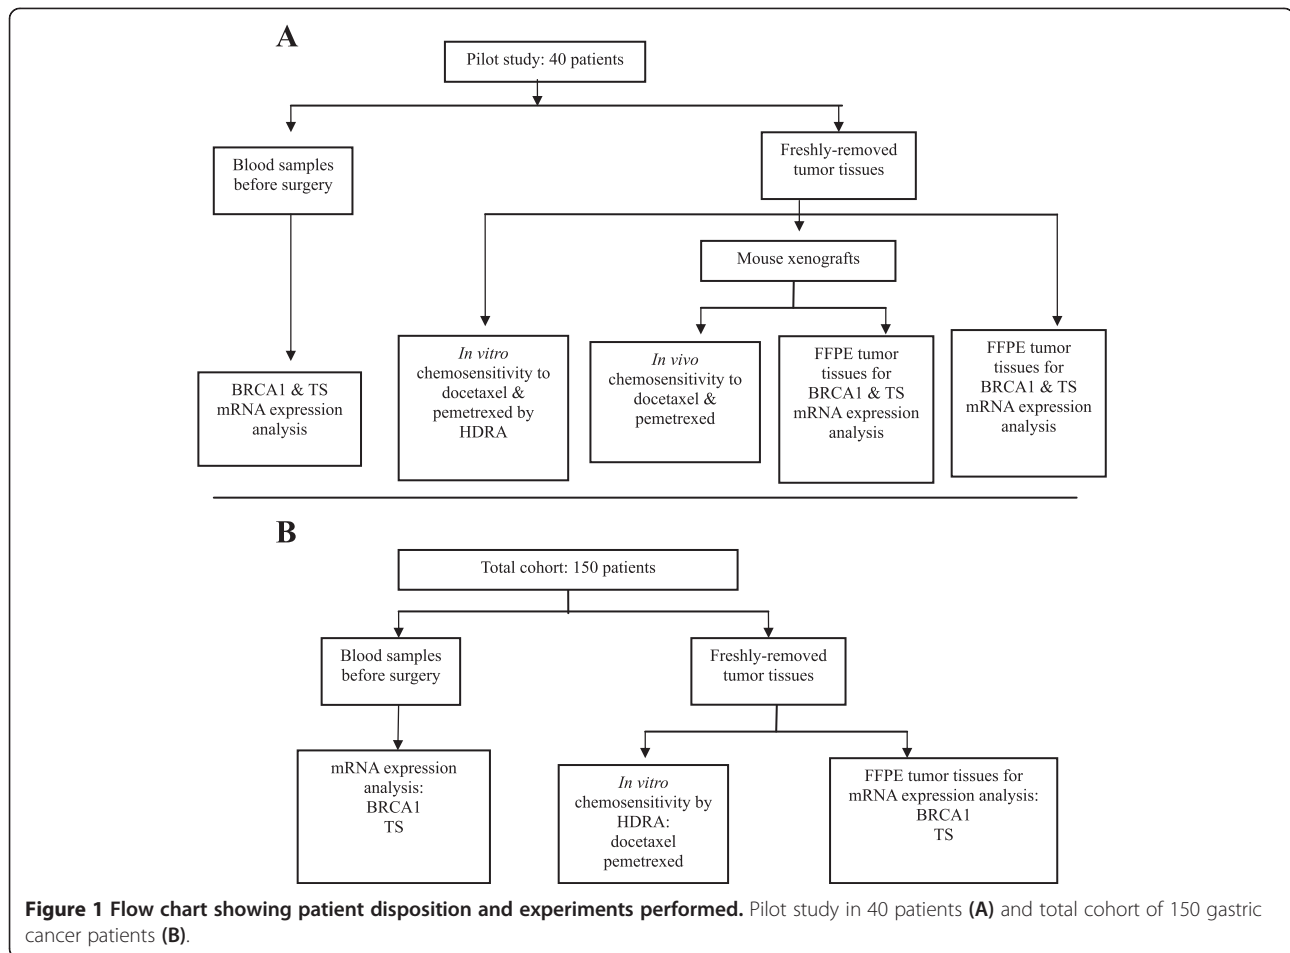 A
Pilot study: 40 patients
Blood samples
before surgery
Freshly-removed
tumor tissues
Mouse xenografts
BRCA1 & TS
mRNA expression
analysis
In vitro
chemosensitivity to
docetaxel &
pemetrexed by
HDRA
In vivo
chemosensitivity to
docetaxel &
pemetrexed
FFPE tumor
tissues for
BRCA1 & TS
mRNA expression
analysis
FFPE tumor
tissues for
BRCA1 & TS
mRNA expression
analysis
B
Total cohort: 150 patients
Blood samples
before surgery
Freshly-removed
tumor tissues
mRNA expression
analysis:
BRCA1
TS
In vitro
chemosensitivity by
HDRA:
docetaxel
pemetrexed
FFPE tumor tissues for
mRNA expression analysis:
BRCA1
TS
Figure 1 Flow chart showing patient disposition and experiments performed. Pilot study in 40 patients (A) and total cohort of 150 gastric
cancer patients (B).